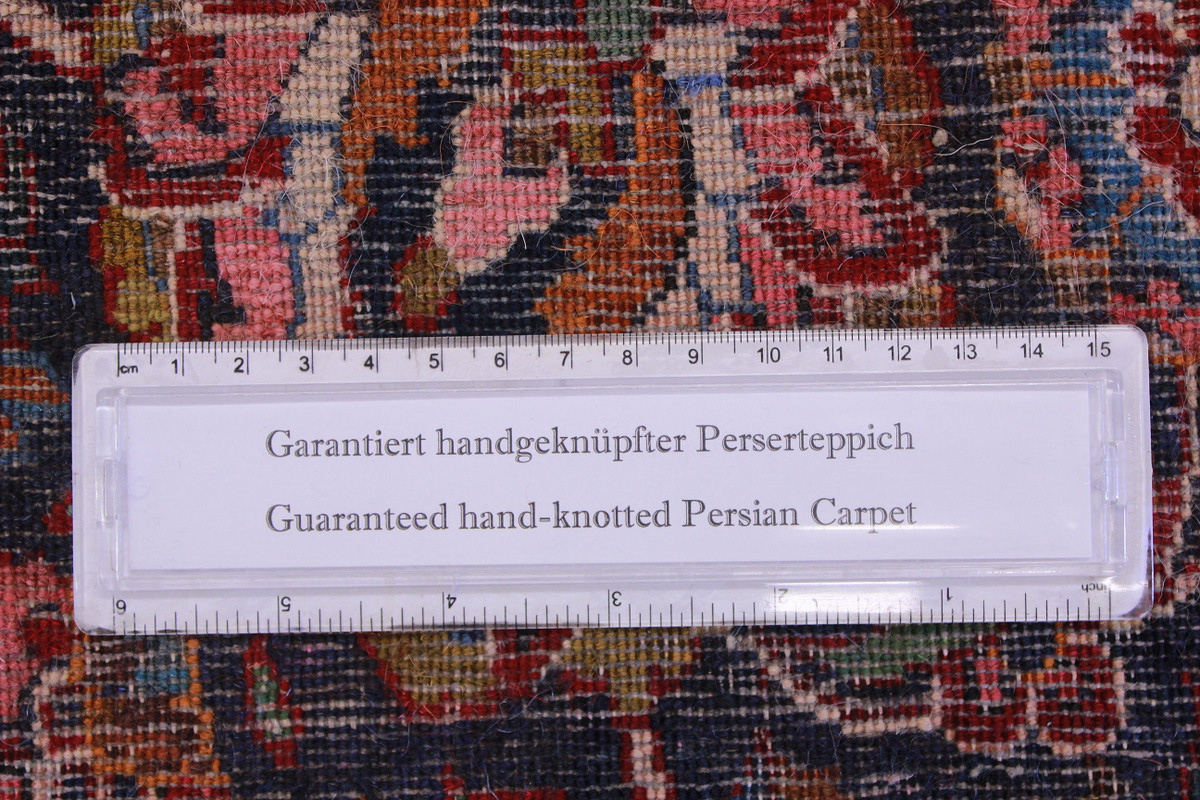 cm 1 2 3 4 5 6 7 8 9 10 11 12 13 14 15
Garantiert handgeknüpfter Perserteppich
Guaranteed hand-knotted Persian Carpet
6 5 4 3 2 1 inch